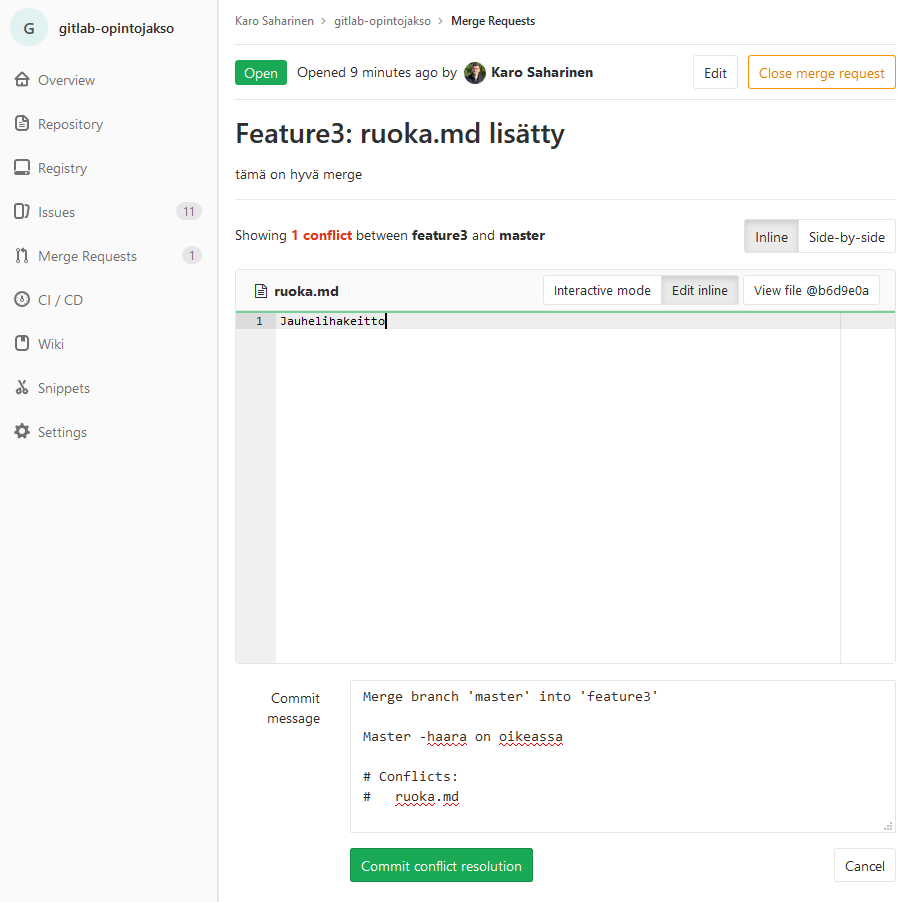 G gitlab-opintojakso
Overview
Repository
Registry
Issues 11
Merge Requests 1
CI / CD
Wiki
Snippets
Settings
Karo Saharinen > gitlab-opintojakso > Merge Requests
Open Opened 9 minutes ago by Karo Saharinen Edit Close merge request
Feature3: ruoka.md lisätty
tämä on hyvä merge
Showing 1 conflict between feature3 and master Inline Side-by-side
ruoka.md Interactive mode Edit inline View file @b6d9e0a
1 Jauhelihakeitto
Commit message
Merge branch 'master' into 'feature3'
Master -haara on oikeassa
# Conflicts:
#   ruoka.md
Commit conflict resolution Cancel